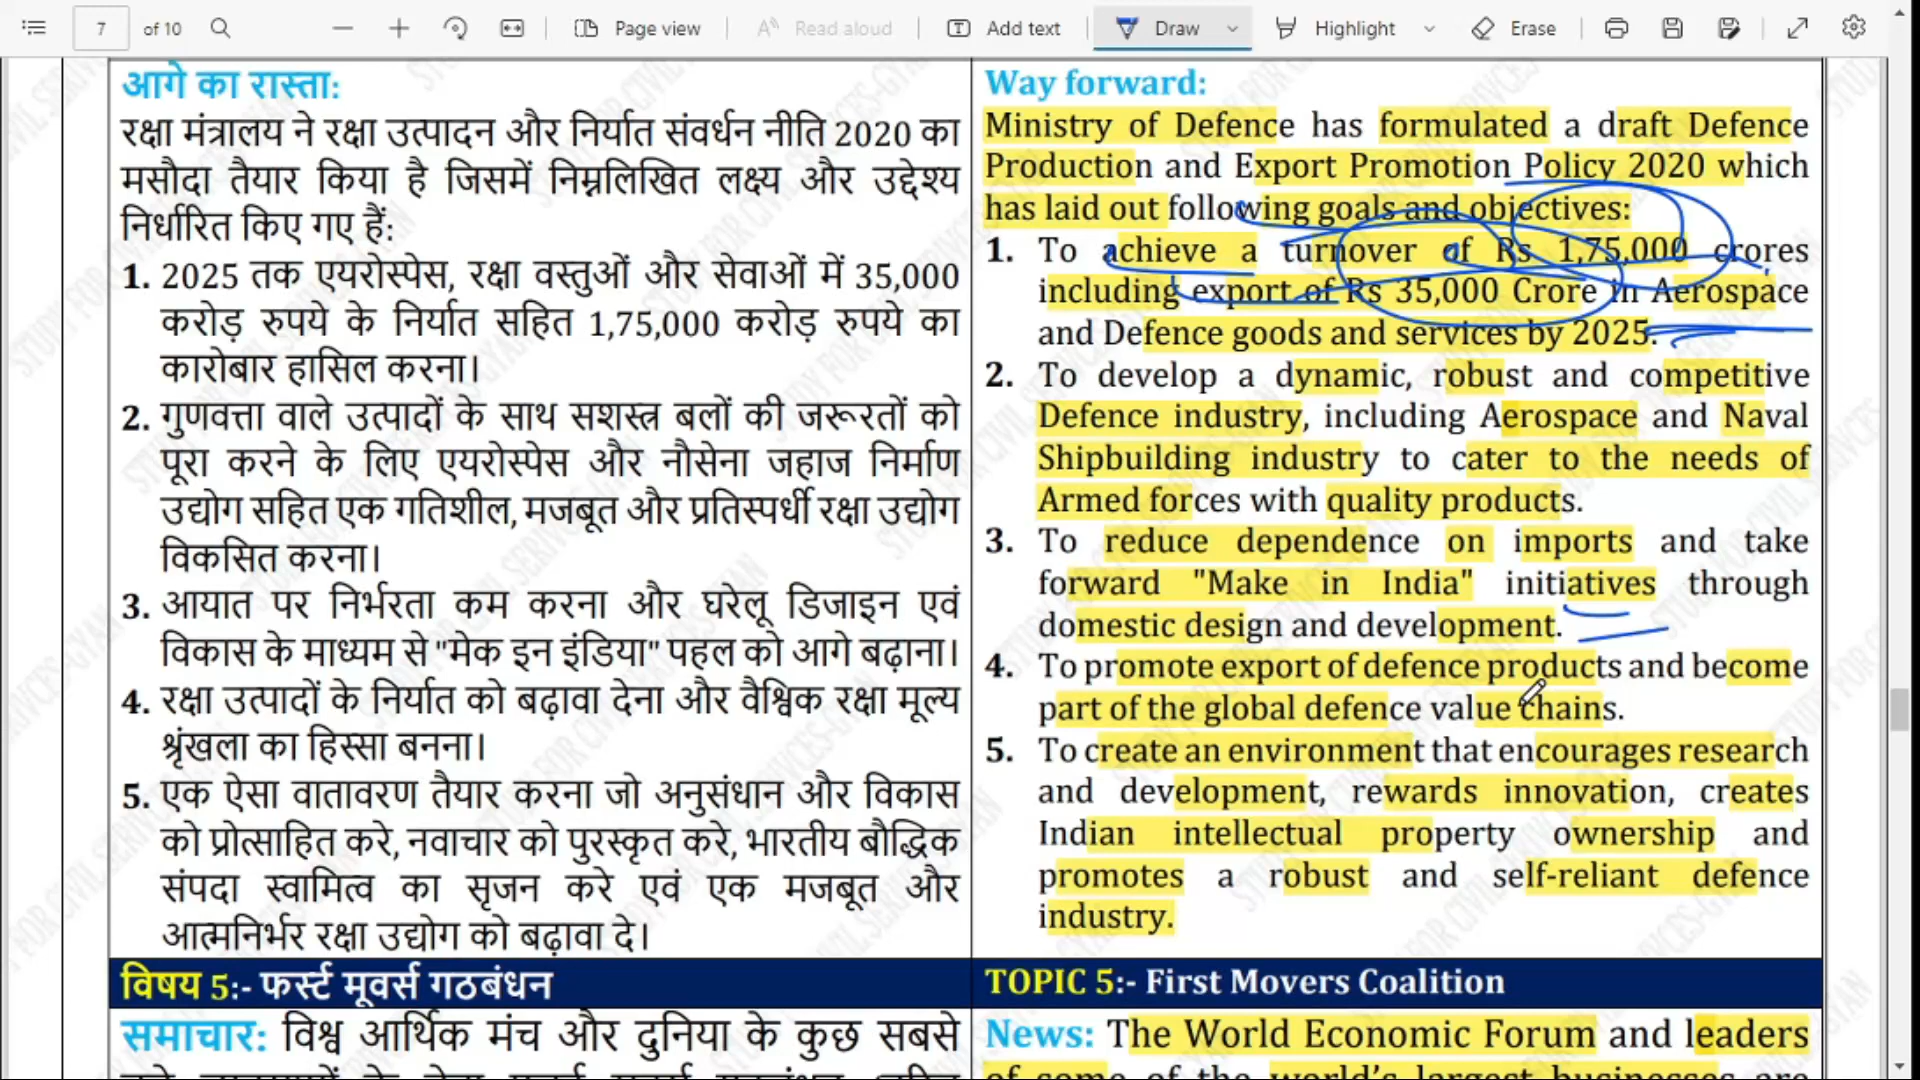 7 of 10 Page view Read aloud Add text Draw Highlight Erase
आगे का रास्ता:
रक्षा मंत्रालय ने रक्षा उत्पादन और निर्यात संवर्धन नीति 2020 का
मसौदा तैयार किया है जिसमें निम्नलिखित लक्ष्य और उद्देश्य
निर्धारित किए गए हैं:
1. 2025 तक एयरोस्पेस, रक्षा वस्तुओं और सेवाओं में 35,000
करोड़ रुपये के निर्यात सहित 1,75,000 करोड़ रुपये का
कारोबार हासिल करना।
2. गुणवत्ता वाले उत्पादों के साथ सशस्त्र बलों की जरूरतों को
पूरा करने के लिए एयरोस्पेस और नौसेना जहाज निर्माण
उद्योग सहित एक गतिशील, मजबूत और प्रतिस्पर्धी रक्षा उद्योग
विकसित करना।
3. आयात पर निर्भरता कम करना और घरेलू डिजाइन एवं
विकास के माध्यम से "मेक इन इंडिया" पहल को आगे बढ़ाना।
4. रक्षा उत्पादों के निर्यात को बढ़ावा देना और वैश्विक रक्षा मूल्य
श्रृंखला का हिस्सा बनना।
5. एक ऐसा वातावरण तैयार करना जो अनुसंधान और विकास
को प्रोत्साहित करे, नवाचार को पुरस्कृत करे, भारतीय बौद्धिक
संपदा स्वामित्व का सृजन करे एवं एक मजबूत और
आत्मनिर्भर रक्षा उद्योग को बढ़ावा दे।
विषय 5:- फर्स्ट मूवर्स गठबंधन
समाचार: विश्व आर्थिक मंच और दुनिया के कुछ सबसे
Way forward:
Ministry of Defence has formulated a draft Defence
Production and Export Promotion Policy 2020 which
has laid out following goals and objectives:
1. To achieve a turnover of Rs 1,75,000 crores
including export of Rs 35,000 Crore in Aerospace
and Defence goods and services by 2025.
2. To develop a dynamic, robust and competitive
Defence industry, including Aerospace and Naval
Shipbuilding industry to cater to the needs of
Armed forces with quality products.
3. To reduce dependence on imports and take
forward "Make in India" initiatives through
domestic design and development.
4. To promote export of defence products and become
part of the global defence value chains.
5. To create an environment that encourages research
and development, rewards innovation, creates
Indian intellectual property ownership and
promotes a robust and self-reliant defence
industry.
TOPIC 5:- First Movers Coalition
News: The World Economic Forum and leaders
of some of the world's largest businesses are